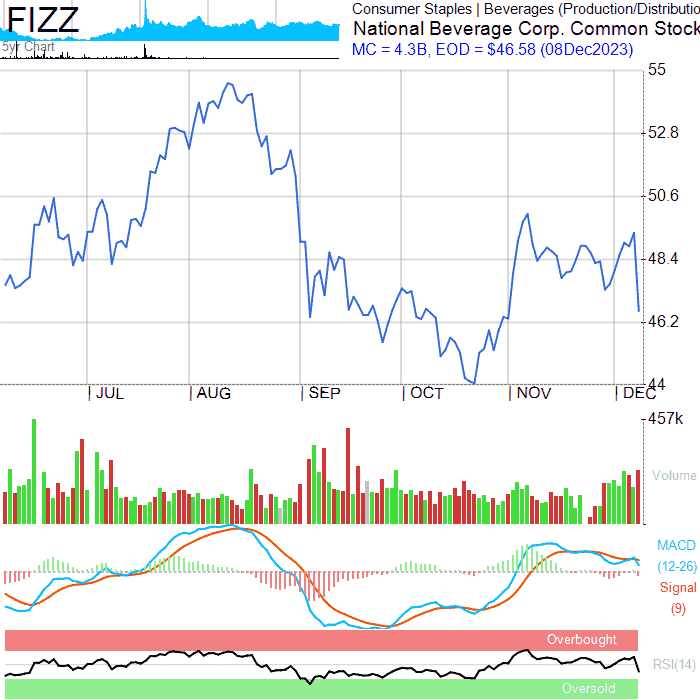 FIZZ
Consumer Staples | Beverages (Production/Distributio
National Beverage Corp. Common Stock
5yr Chart
MC = 4.3B, EOD = $46.58 (08Dec2023)
55
52.8
50.6
48.4
46.2
44
JUL
AUG
SEP
OCT
NOV
DEC
457k
Volume
MACD
(12-26)
Signal
(9)
Overbought
RSI(14)
Oversold